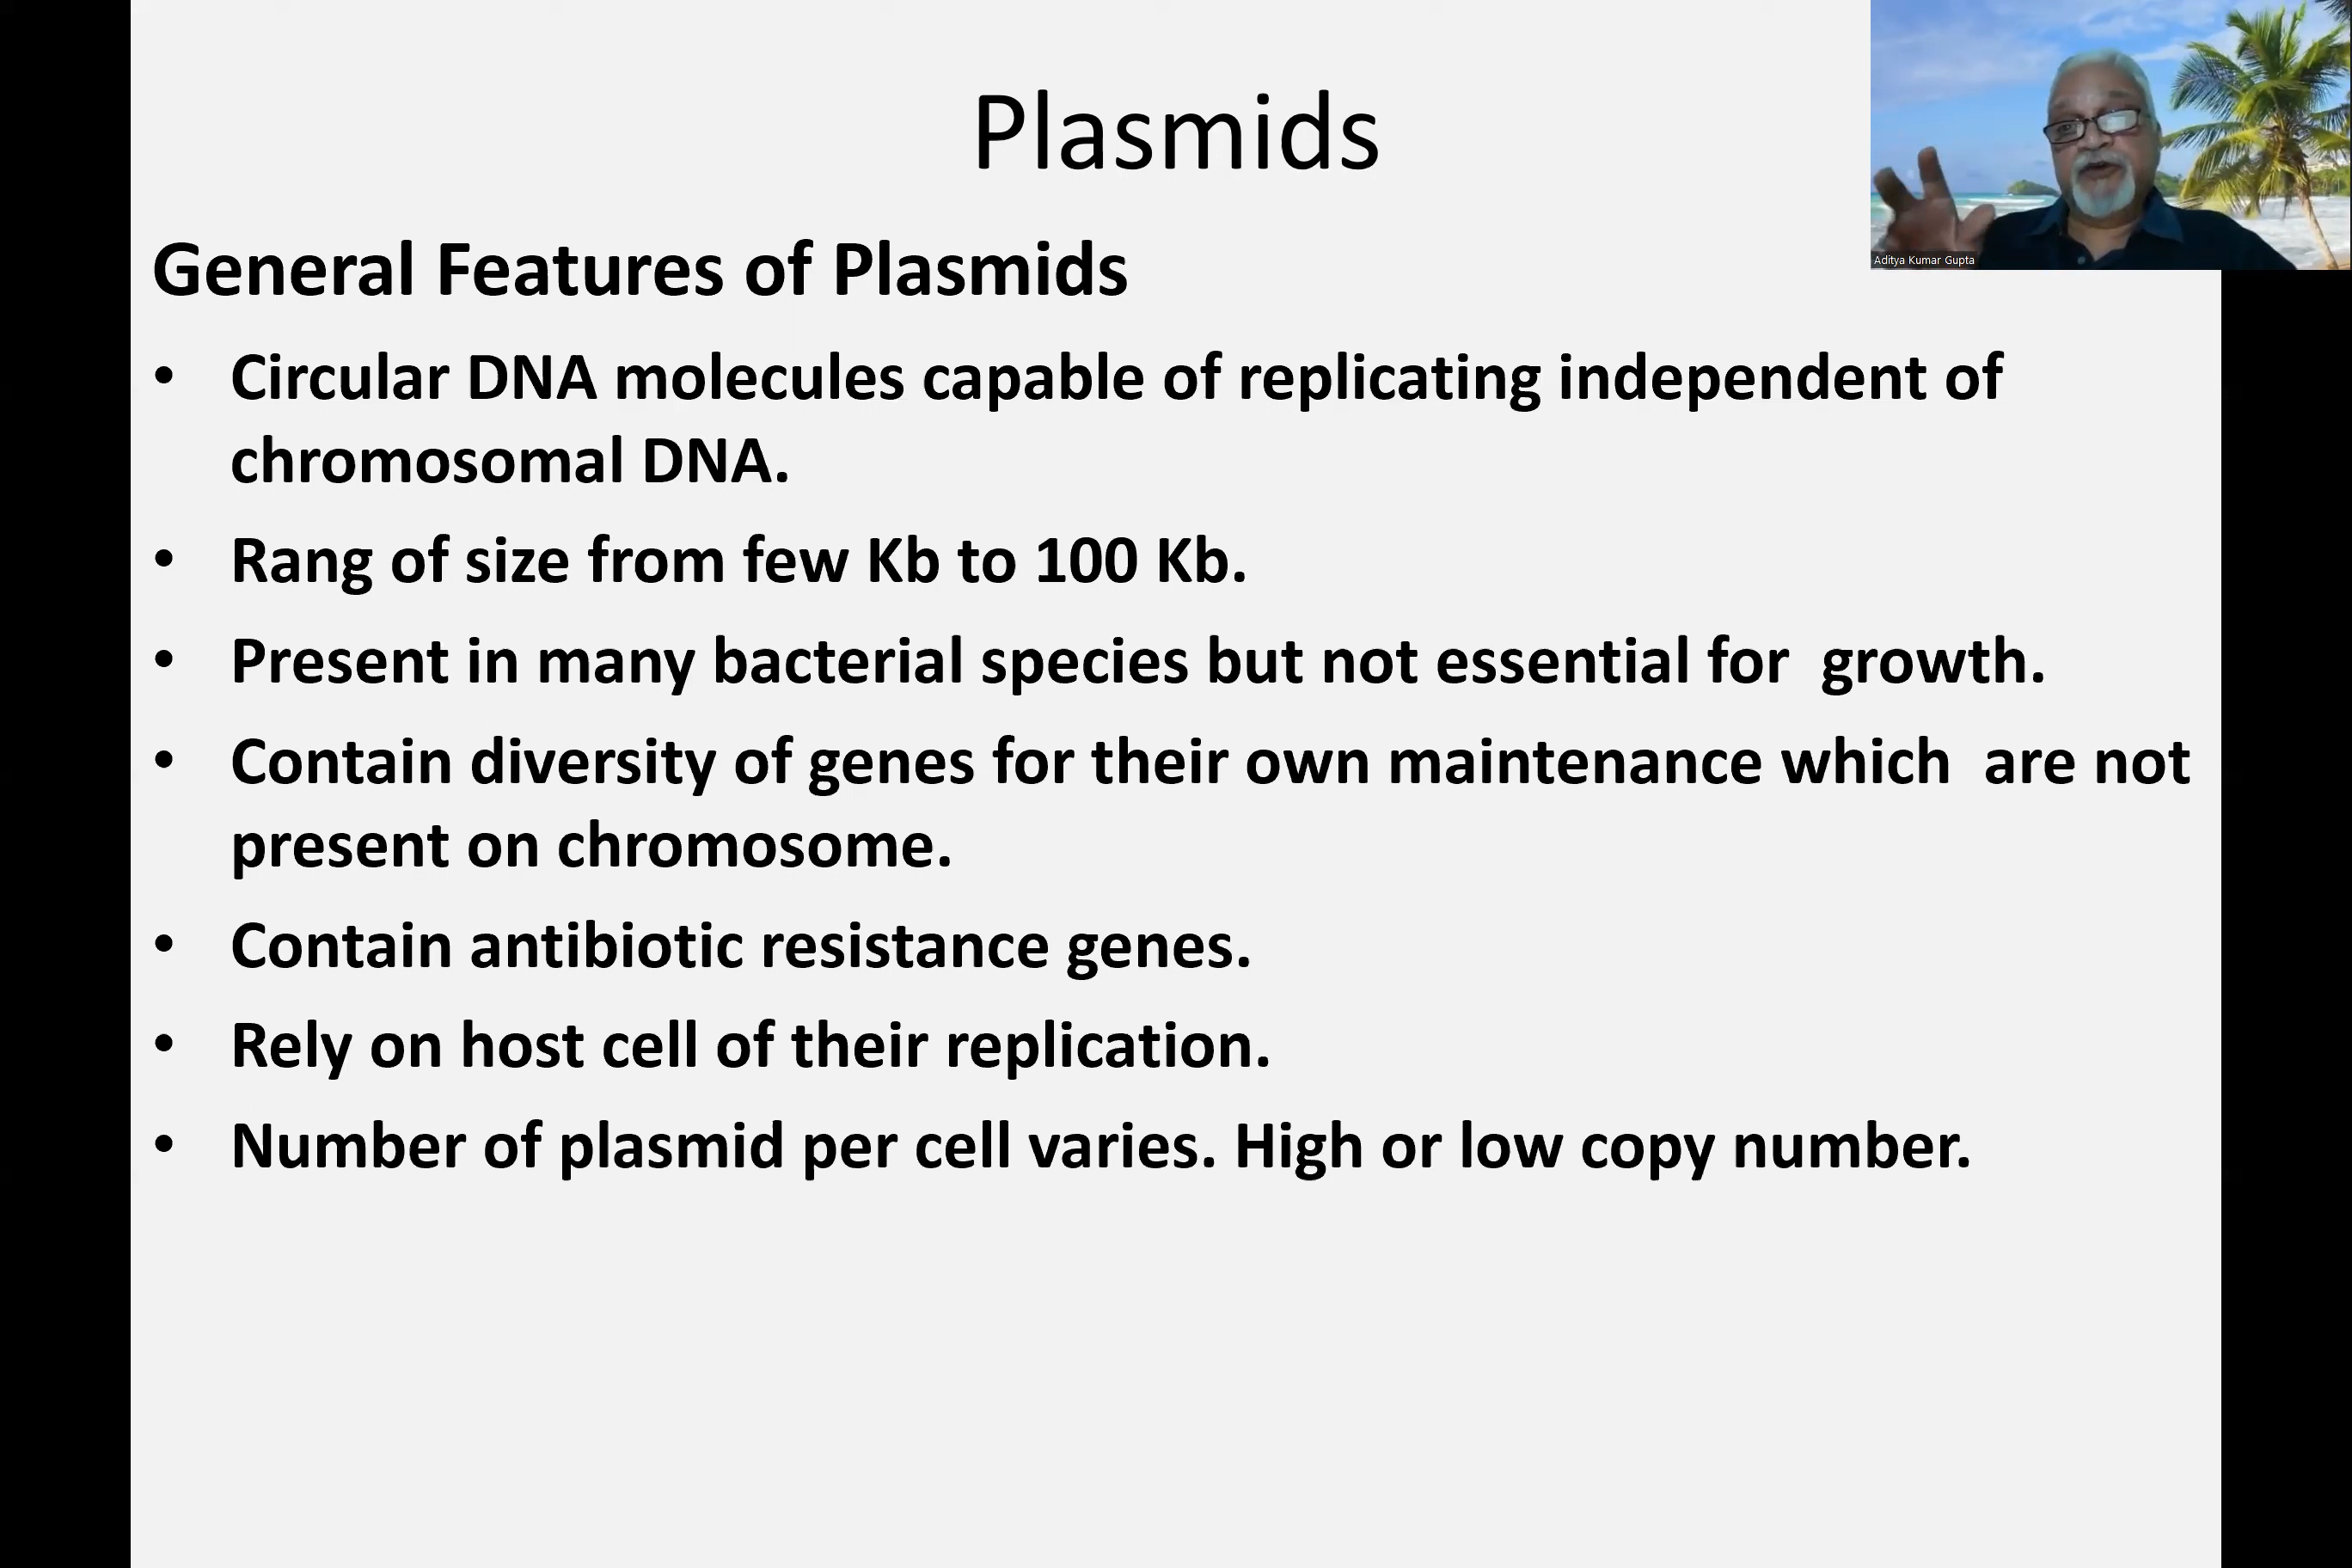 Plasmids
Aditya Kumar Gupta
General Features of Plasmids
• Circular DNA molecules capable of replicating independent of
chromosomal DNA.
• Rang of size from few Kb to 100 Kb.
• Present in many bacterial species but not essential for  growth.
• Contain diversity of genes for their own maintenance which  are not
present on chromosome.
• Contain antibiotic resistance genes.
• Rely on host cell of their replication.
• Number of plasmid per cell varies. High or low copy number.